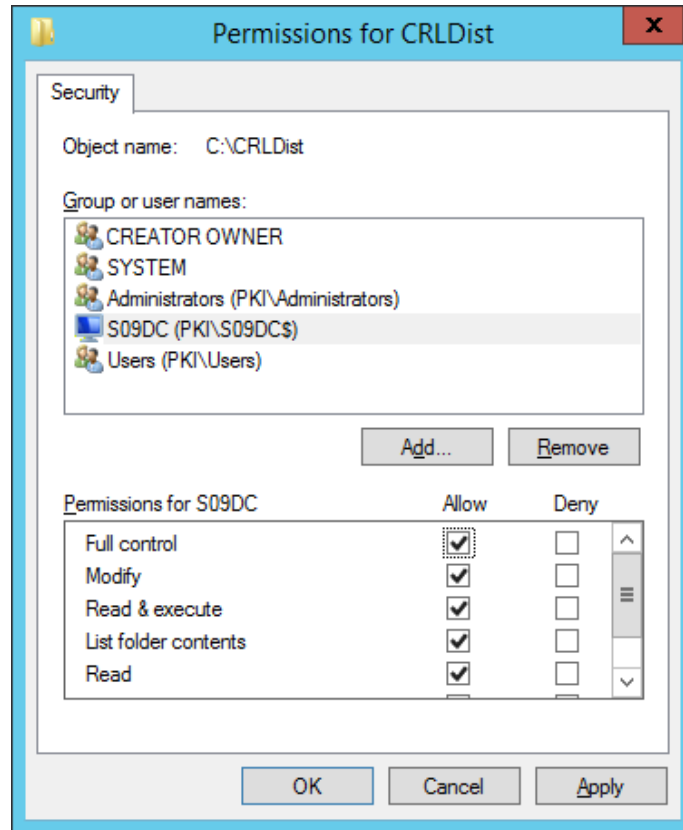 Permissions for CRLDist
x
Security
Object name: C:\CRLDist
Group or user names:
CREATOR OWNER
SYSTEM
Administrators (PKI\Administrators)
S09DC (PKI\S09DC$)
Users (PKI\Users)
Add... Remove
Permissions for S09DC Allow Deny
Full control
Modify
Read & execute
List folder contents
Read
OK Cancel Apply